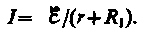 I = ℰ/(r + R₁).